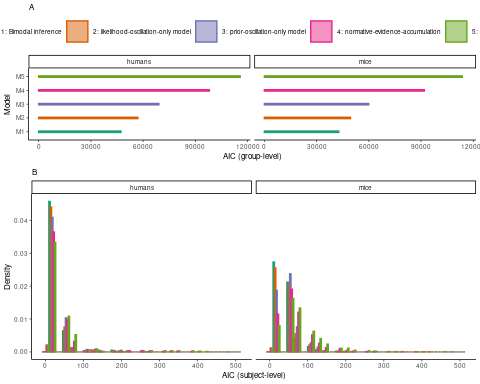 A
1: Bimodal inference 2: likelihood-oscillation-only model 3: prior-oscillation-only model 4: normative-evidence-accumulation 5:
humans mice
M5
M4
M3
M2
M1
Model
0 30000 60000 90000 120000 0 30000 60000 90000 12000
AIC (group-level)
B
humans mice
0.04
0.03
0.02
0.01
0.00
Density
0 100 200 300 400 500 0 100 200 300 400 500
AIC (subject-level)